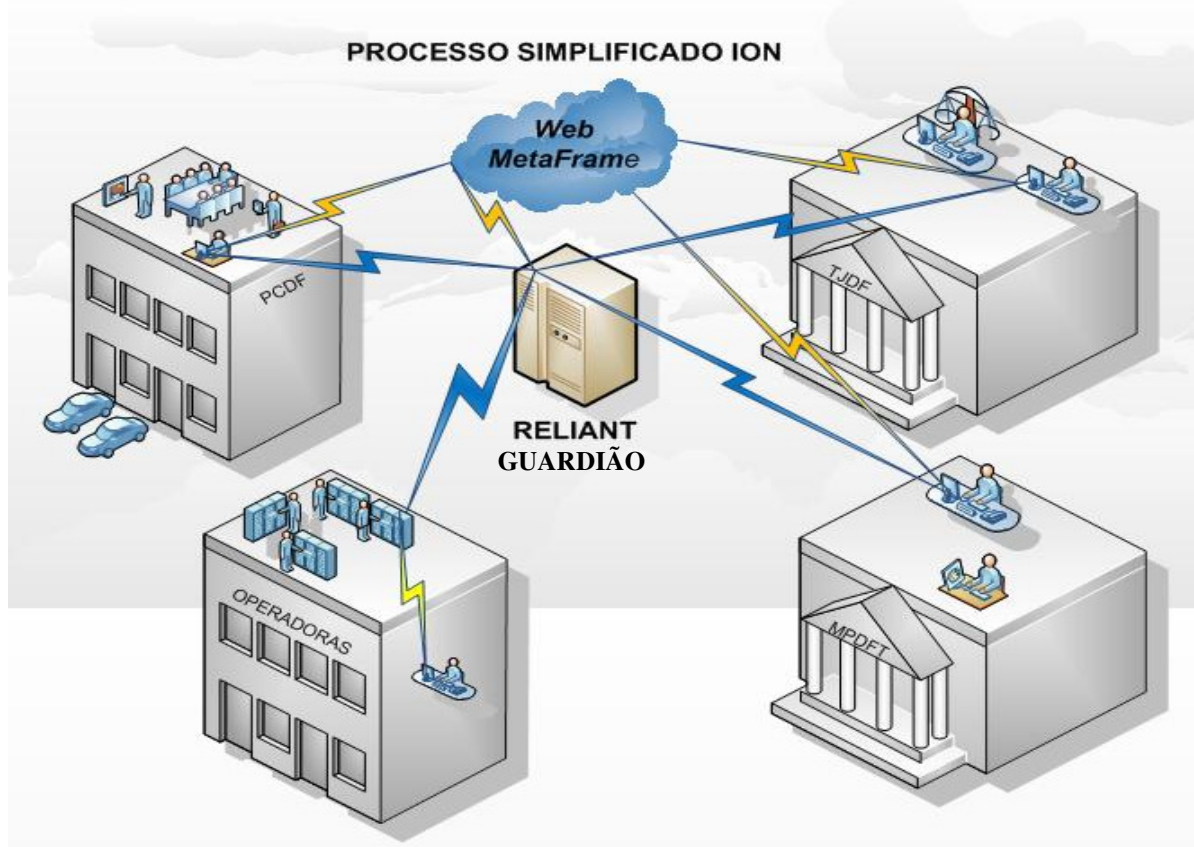 PROCESSO SIMPLIFICADO ION
Web
MetaFrame
PCDF
TJDF
RELIANT
GUARDIÃO
OPERADORAS
MPDFT